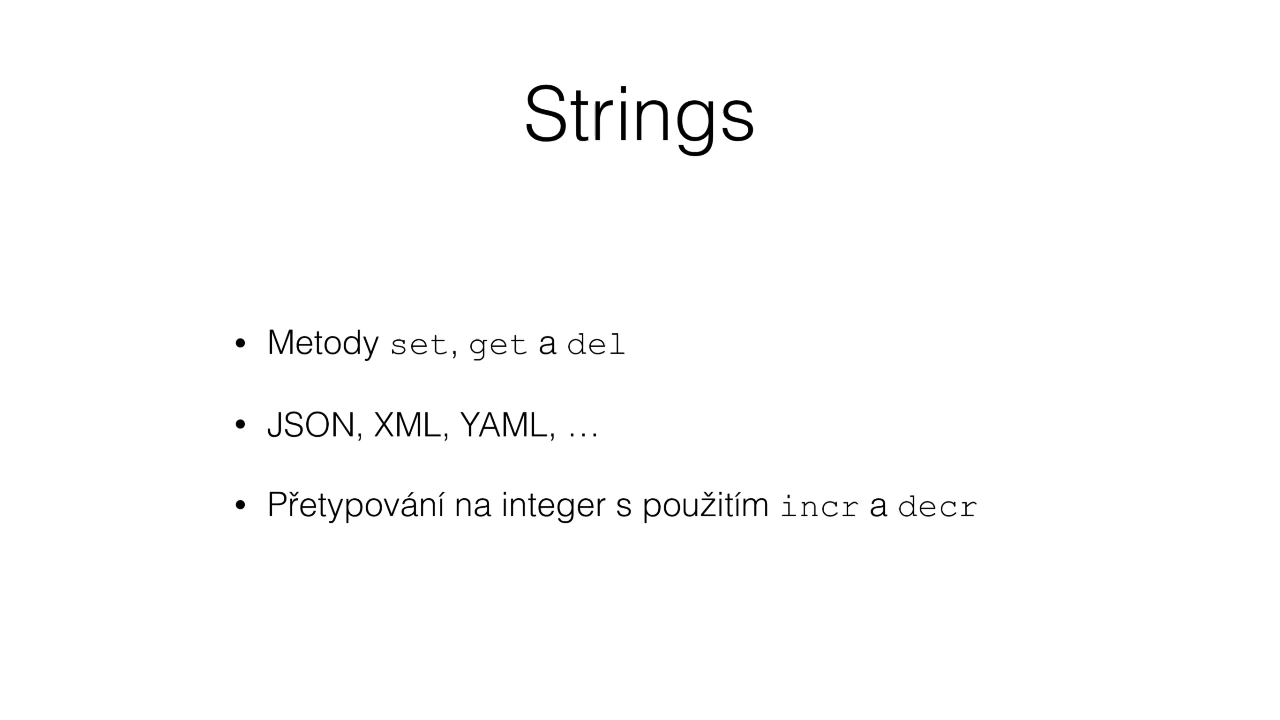 Strings
• Metody set, get a del
• JSON, XML, YAML, …
• Přetypování na integer s použitím incr a decr